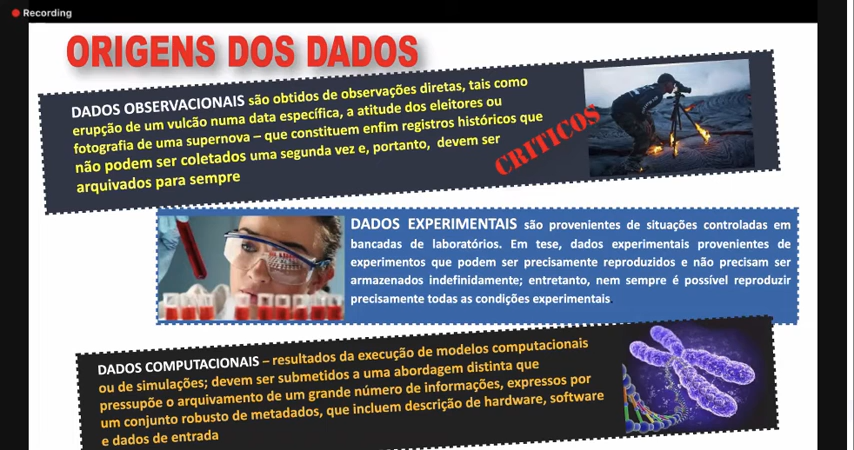 Recording
ORIGENS DOS DADOS
DADOS OBSERVACIONAIS são obtidos de observações diretas, tais como
erupção de um vulcão numa data específica, a atitude dos eleitores ou
fotografia de uma supernova – que constituem enfim registros históricos que
não podem ser coletados uma segunda vez e, portanto, devem ser
arquivados para sempre
CRITICOS
DADOS EXPERIMENTAIS são provenientes de situações controladas em
bancadas de laboratórios. Em tese, dados experimentais provenientes de
experimentos que podem ser precisamente reproduzidos e não precisam ser
armazenados indefinidamente; entretanto, nem sempre é possível reproduzir
precisamente todas as condições experimentais.
DADOS COMPUTACIONAIS – resultados da execução de modelos computacionais
ou de simulações; devem ser submetidos a uma abordagem distinta que
pressupõe o arquivamento de um grande número de informações, expressos por
um conjunto robusto de metadados, que incluem descrição de hardware, software
e dados de entrada